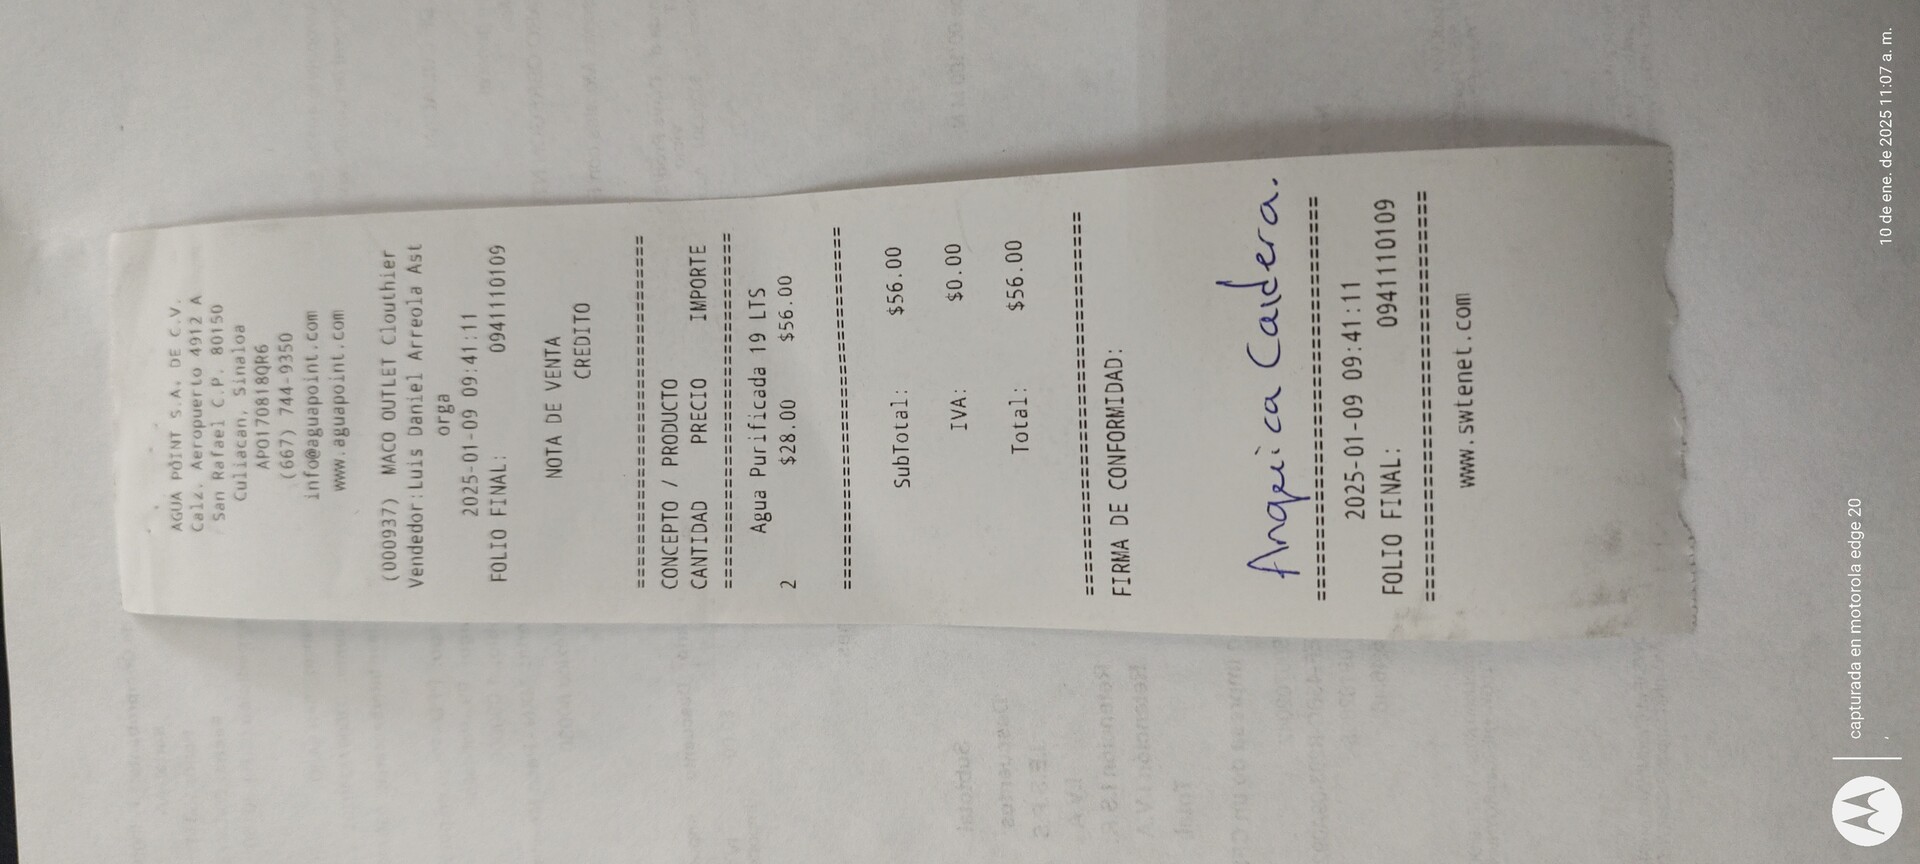 AGUA POINT S.A. DE C.V.
Calz. Aeropuerto 4912 A
San Rafael C.P. 80150
Culiacan, Sinaloa
APO170818QR6
(667) 744-9350
info@aguapoint.com
www.aguapoint.com
(000937) MACO OUTLET Clouthier
Vendedor:Luis Daniel Arreola Ast
orga
2025-01-09 09:41:11
FOLIO FINAL: 0941110109
NOTA DE VENTA
CREDITO
================================
CONCEPTO / PRODUCTO
CANTIDAD PRECIO IMPORTE
================================
Agua Purificada 19 LTS
2 $28.00 $56.00
================================
SubTotal: $56.00
IVA: $0.00
Total: $56.00
================================
FIRMA DE CONFORMIDAD:
Angelica Caldera.
================================
2025-01-09 09:41:11
FOLIO FINAL: 0941110109
================================
www.swtenet.com
capturada en motorola edge 20
10 de ene. de 2025 11:07 a. m.